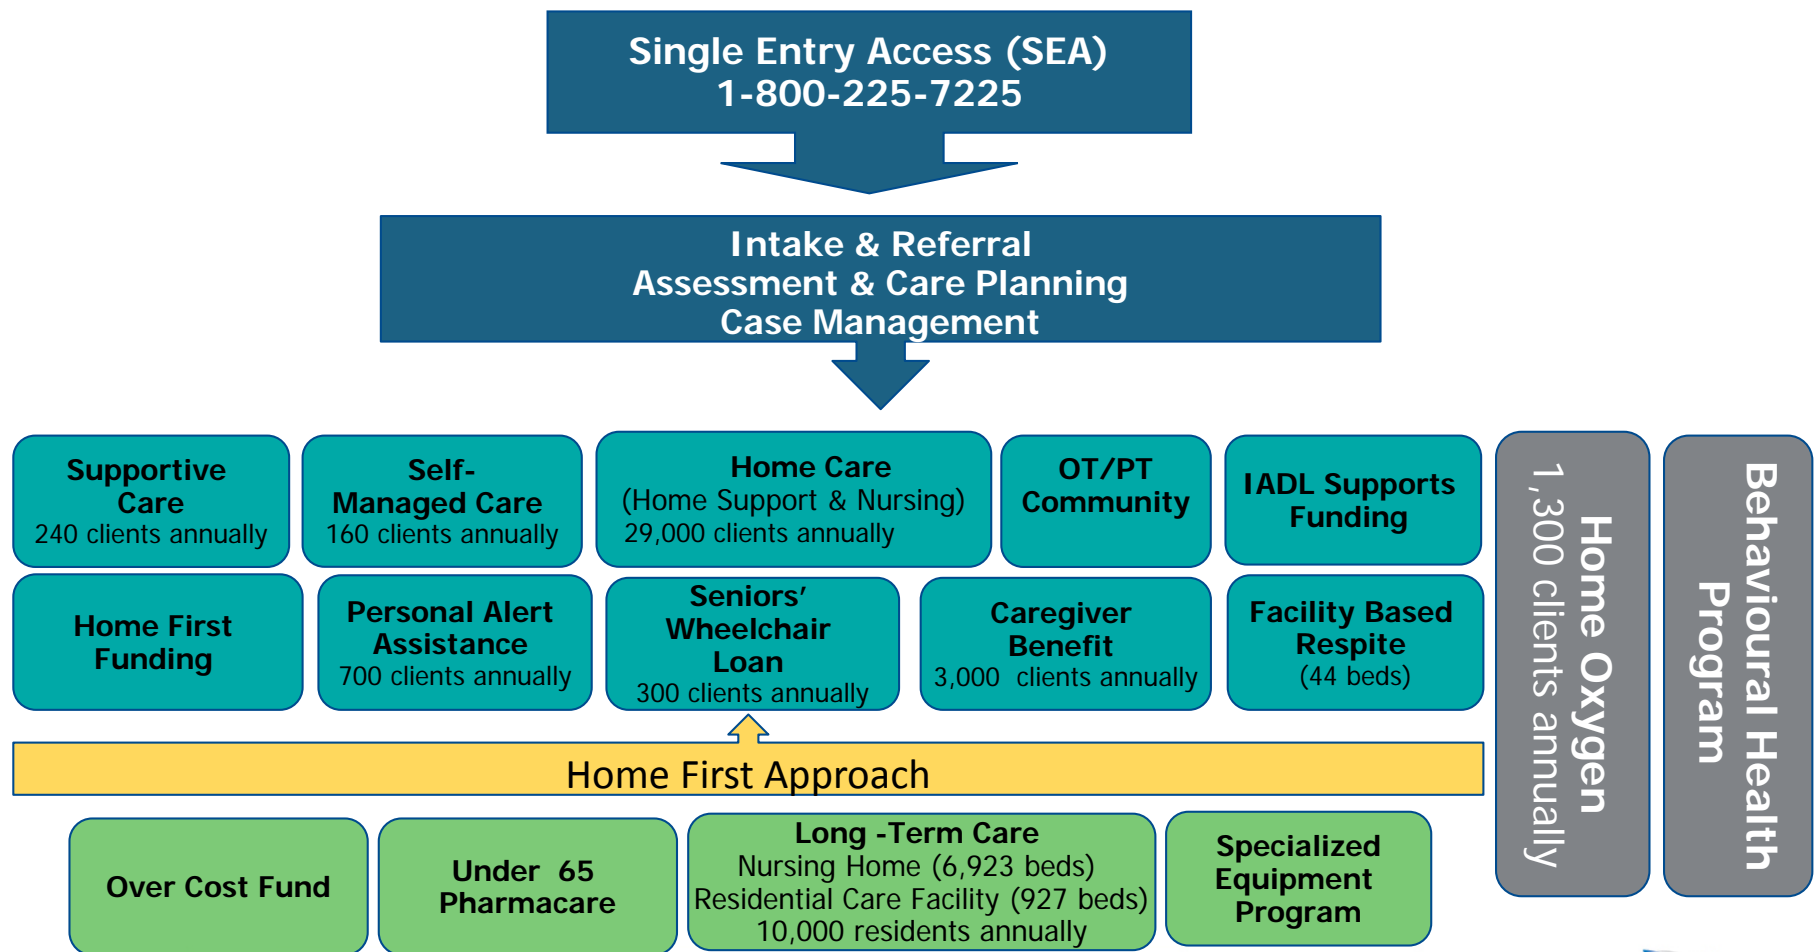 Single Entry Access (SEA)
1-800-225-7225
Intake & Referral
Assessment & Care Planning
Case Management
Supportive
Care
240 clients annually
Self-
Managed Care
160 clients annually
Home Care
(Home Support & Nursing)
29,000 clients annually
OT/PT
Community
IADL Supports
Funding
Home First
Funding
Personal Alert
Assistance
700 clients annually
Seniors’
Wheelchair
Loan
300 clients annually
Caregiver
Benefit
3,000 clients annually
Facility Based
Respite
(44 beds)
Home Oxygen
1,300 clients annually
Behavioural Health
Program
Home First Approach
Over Cost Fund
Under 65
Pharmacare
Long -Term Care
Nursing Home (6,923 beds)
Residential Care Facility (927 beds)
10,000 residents annually
Specialized
Equipment
Program